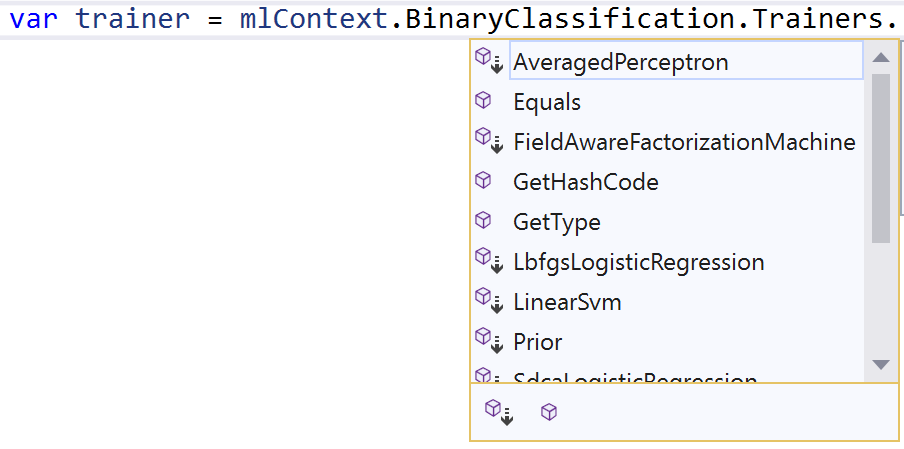 var trainer = mlContext.BinaryClassification.Trainers.
AveragedPerceptron
Equals
FieldAwareFactorizationMachine
GetHashCode
GetType
LbfgsLogisticRegression
LinearSvm
Prior
SdcaLogisticRegression